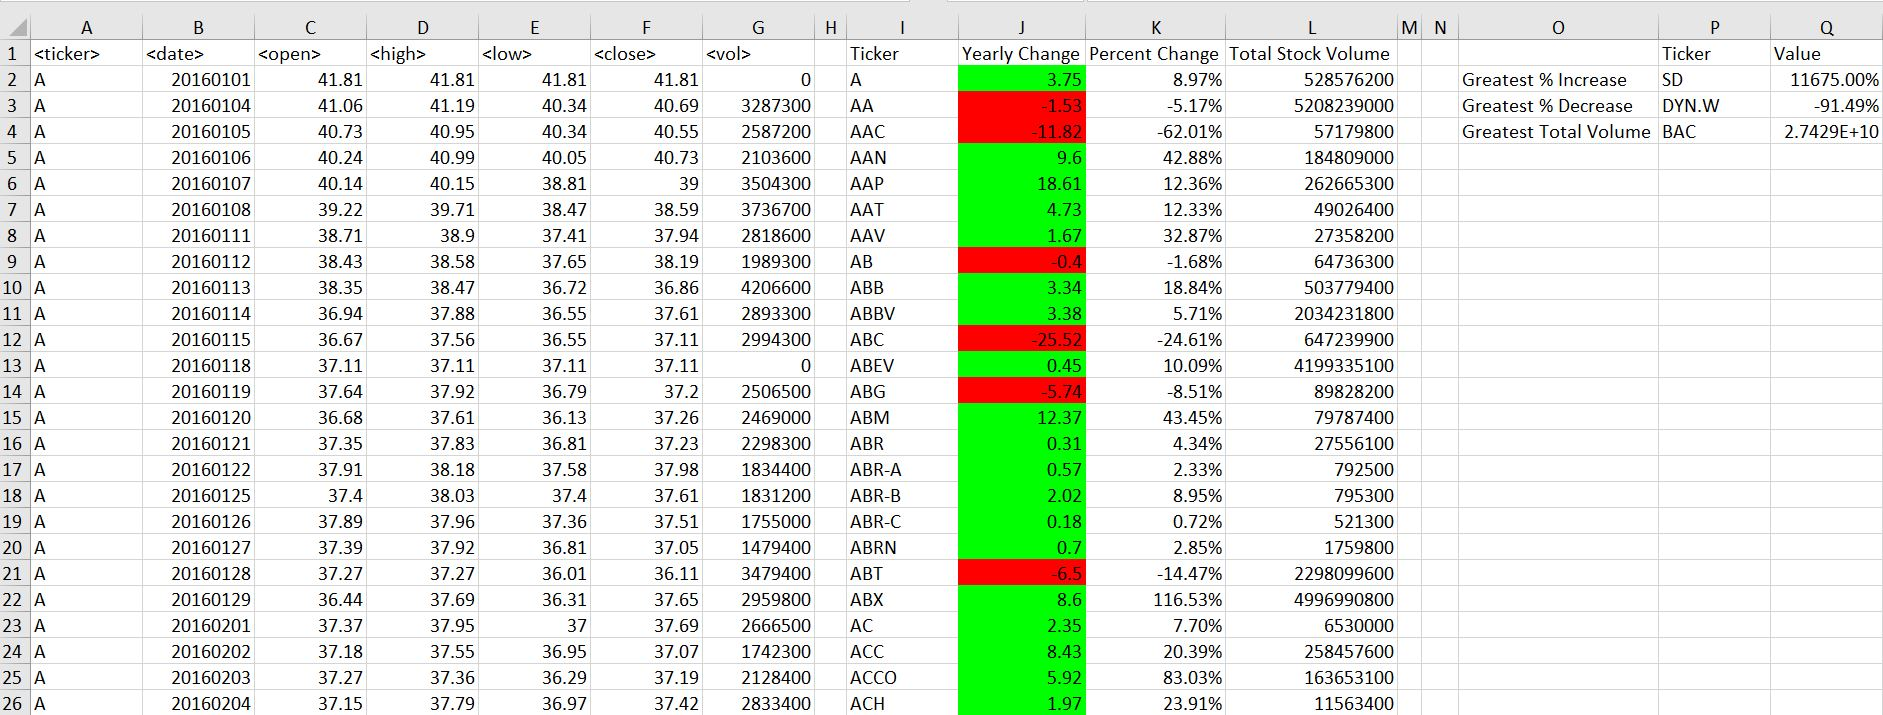 A B C D E F G H I J K L M N O P Q
1 <ticker> <date> <open> <high> <low> <close> <vol> Ticker Yearly Change Percent Change Total Stock Volume Ticker Value
2 A 20160101 41.81 41.81 41.81 41.81 0 A 3.75 8.97% 528576200 Greatest % Increase SD 11675.00%
3 A 20160104 41.06 41.19 40.34 40.69 3287300 AA -1.53 -5.17% 5208239000 Greatest % Decrease DYN.W -91.49%
4 A 20160105 40.73 40.95 40.34 40.55 2587200 AAC -11.82 -62.01% 57179800 Greatest Total Volume BAC 2.7429E+10
5 A 20160106 40.24 40.99 40.05 40.73 2103600 AAN 9.6 42.88% 184809000
6 A 20160107 40.14 40.15 38.81 39 3504300 AAP 18.61 12.36% 262665300
7 A 20160108 39.22 39.71 38.47 38.59 3736700 AAT 4.73 12.33% 49026400
8 A 20160111 38.71 38.9 37.41 37.94 2818600 AAV 1.67 32.87% 27358200
9 A 20160112 38.43 38.58 37.65 38.19 1989300 AB -0.4 -1.68% 64736300
10 A 20160113 38.35 38.47 36.72 36.86 4206600 ABB 3.34 18.84% 503779400
11 A 20160114 36.94 37.88 36.55 37.61 2893300 ABBV 3.38 5.71% 2034231800
12 A 20160115 36.67 37.56 36.55 37.11 2994300 ABC -25.52 -24.61% 647239900
13 A 20160118 37.11 37.11 37.11 37.11 0 ABEV 0.45 10.09% 4199335100
14 A 20160119 37.64 37.92 36.79 37.2 2506500 ABG -5.74 -8.51% 89828200
15 A 20160120 36.68 37.61 36.13 37.26 2469000 ABM 12.37 43.45% 79787400
16 A 20160121 37.35 37.83 36.81 37.23 2298300 ABR 0.31 4.34% 27556100
17 A 20160122 37.91 38.18 37.58 37.98 1834400 ABR-A 0.57 2.33% 792500
18 A 20160125 37.4 38.03 37.4 37.61 1831200 ABR-B 2.02 8.95% 795300
19 A 20160126 37.89 37.96 37.36 37.51 1755000 ABR-C 0.18 0.72% 521300
20 A 20160127 37.39 37.92 36.81 37.05 1479400 ABRN 0.7 2.85% 1759800
21 A 20160128 37.27 37.27 36.01 36.11 3479400 ABT -6.5 -14.47% 2298099600
22 A 20160129 36.44 37.69 36.31 37.65 2959800 ABX 8.6 116.53% 4996990800
23 A 20160201 37.37 37.95 37 37.69 2666500 AC 2.35 7.70% 6530000
24 A 20160202 37.18 37.55 36.95 37.07 1742300 ACC 8.43 20.39% 258457600
25 A 20160203 37.27 37.36 36.29 37.19 2128400 ACCO 5.92 83.03% 163653100
26 A 20160204 37.15 37.79 36.97 37.42 2833400 ACH 1.97 23.91% 11563400